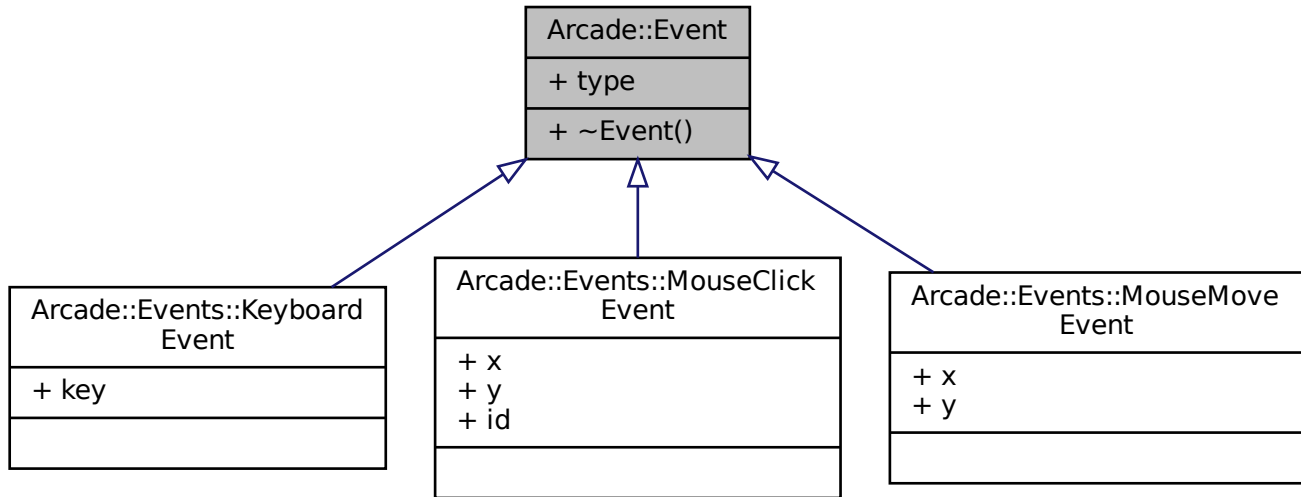 Arcade::Event
+ type
+ ~Event()
Arcade::Events::Keyboard
Event
+ key
Arcade::Events::MouseClick
Event
+ x
+ y
+ id
Arcade::Events::MouseMove
Event
+ x
+ y